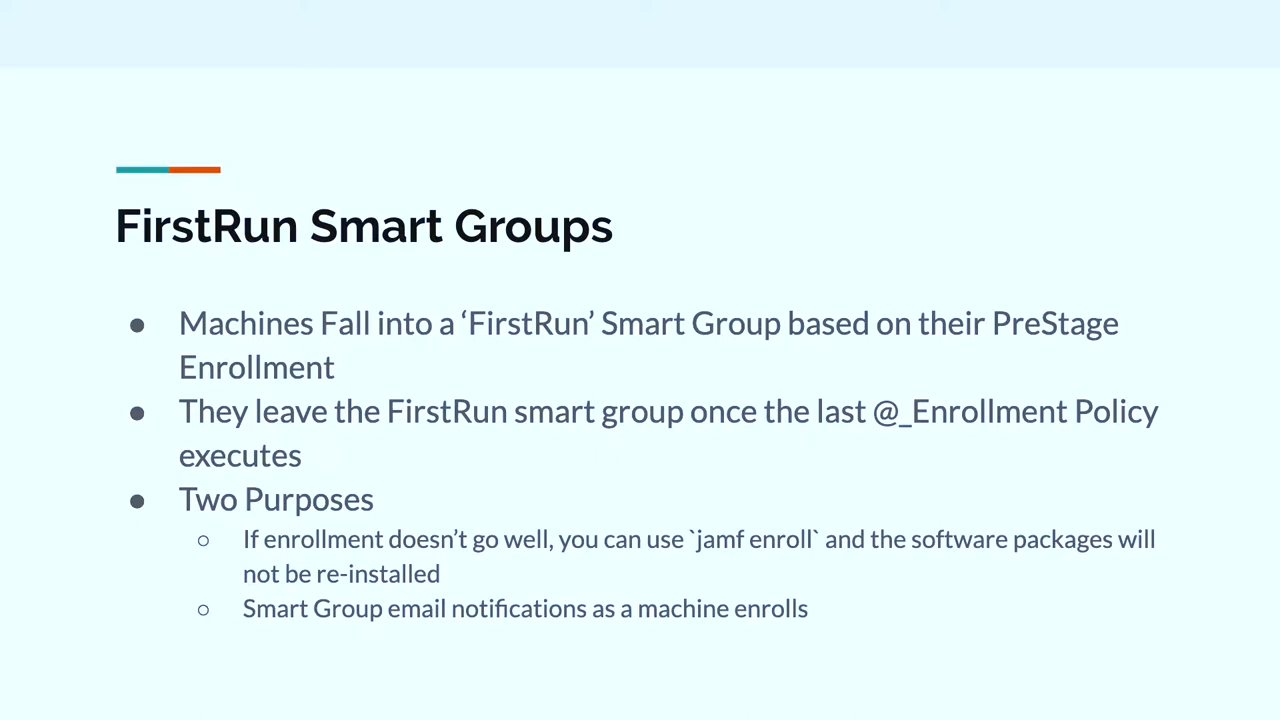 FirstRun Smart Groups
● Machines Fall into a ‘FirstRun’ Smart Group based on their PreStage
Enrollment
● They leave the FirstRun smart group once the last @_Enrollment Policy
executes
● Two Purposes
○ If enrollment doesn’t go well, you can use `jamf enroll` and the software packages will
not be re-installed
○ Smart Group email notifications as a machine enrolls